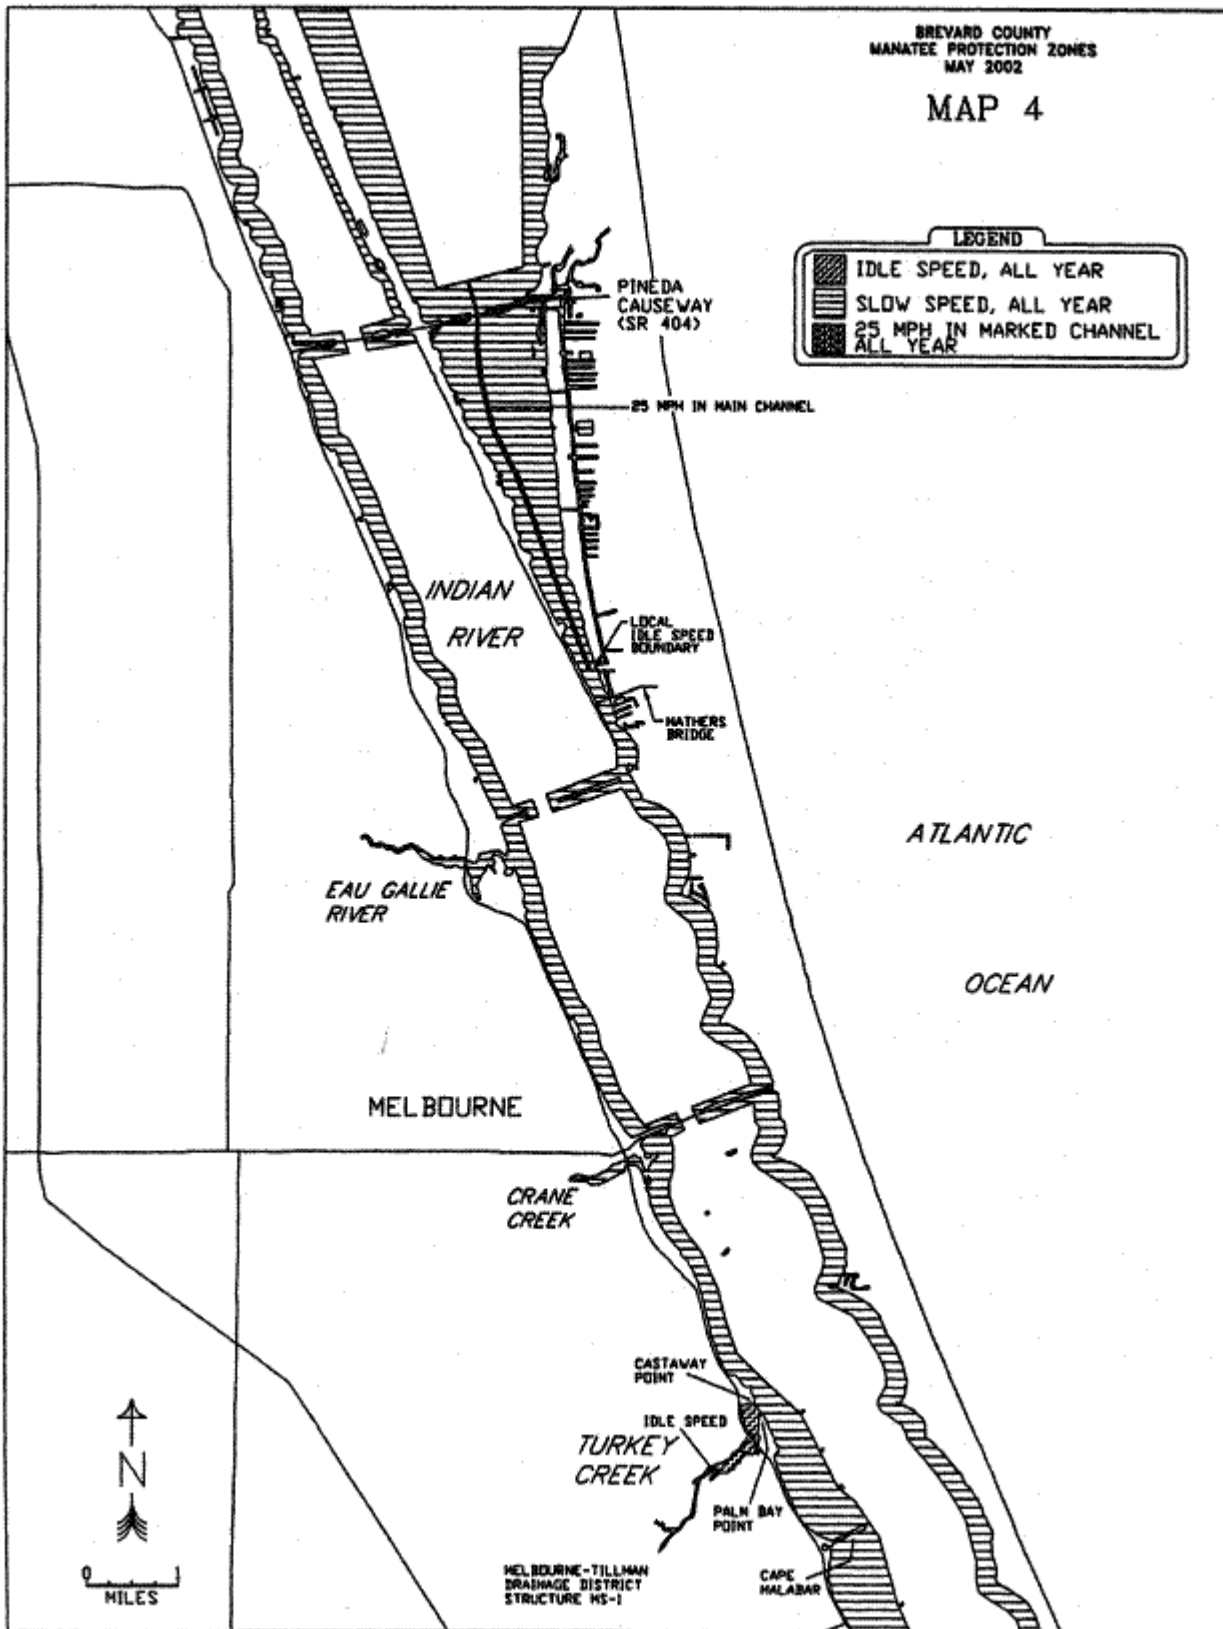 BREVARD COUNTY
MANATEE PROTECTION ZONES
MAY 2002
MAP 4
LEGEND
IDLE SPEED, ALL YEAR
SLOW SPEED, ALL YEAR
25 MPH IN MARKED CHANNEL
ALL YEAR
PINEDA
CAUSEWAY
(SR 404)
25 MPH IN MAIN CHANNEL
INDIAN
RIVER
LOCAL
IDLE SPEED
BOUNDARY
MATHERS
BRIDGE
ATLANTIC
OCEAN
EAU GALLIE
RIVER
MELBOURNE
CRANE
CREEK
CASTAWAY
POINT
IDLE SPEED
TURKEY
CREEK
PALM BAY
POINT
CAPE
MALABAR
MELBOURNE-TILLMAN
DRAINAGE DISTRICT
STRUCTURE MS-1
N
0 1
MILES